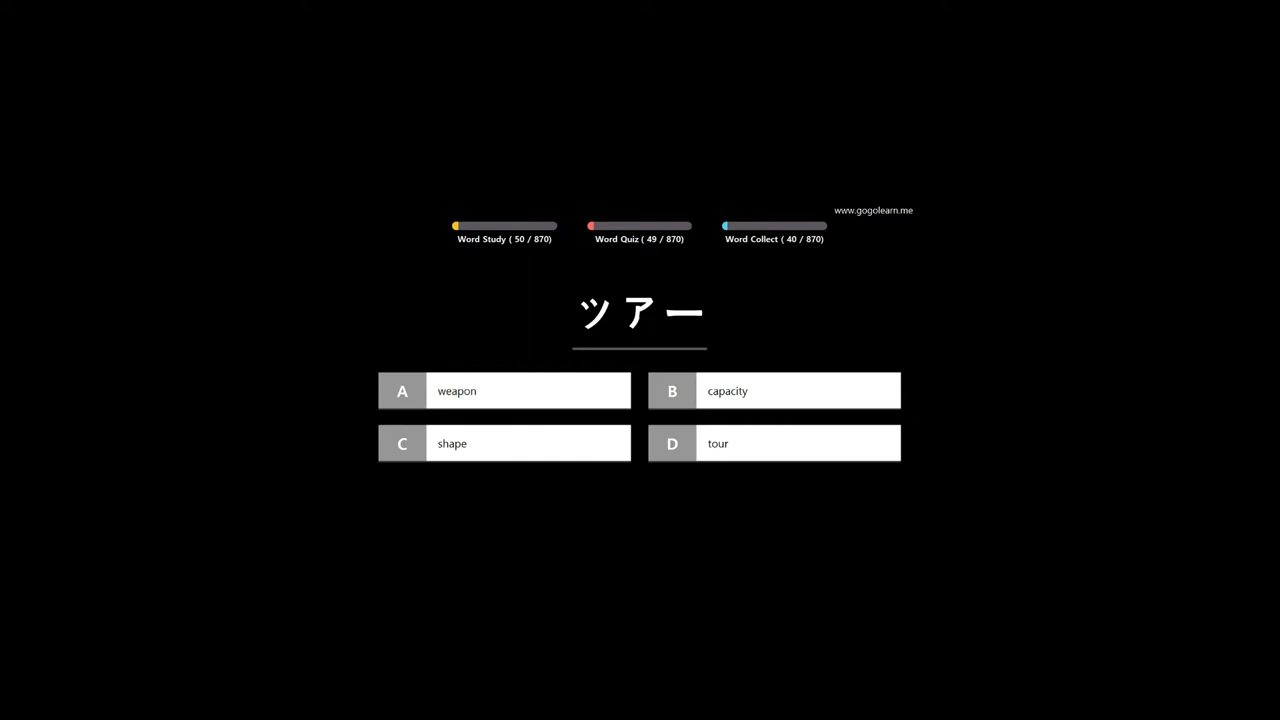 www.gogolearn.me
Word Study ( 50 / 870)
Word Quiz ( 49 / 870)
Word Collect ( 40 / 870)
ツアー
A weapon
B capacity
C shape
D tour